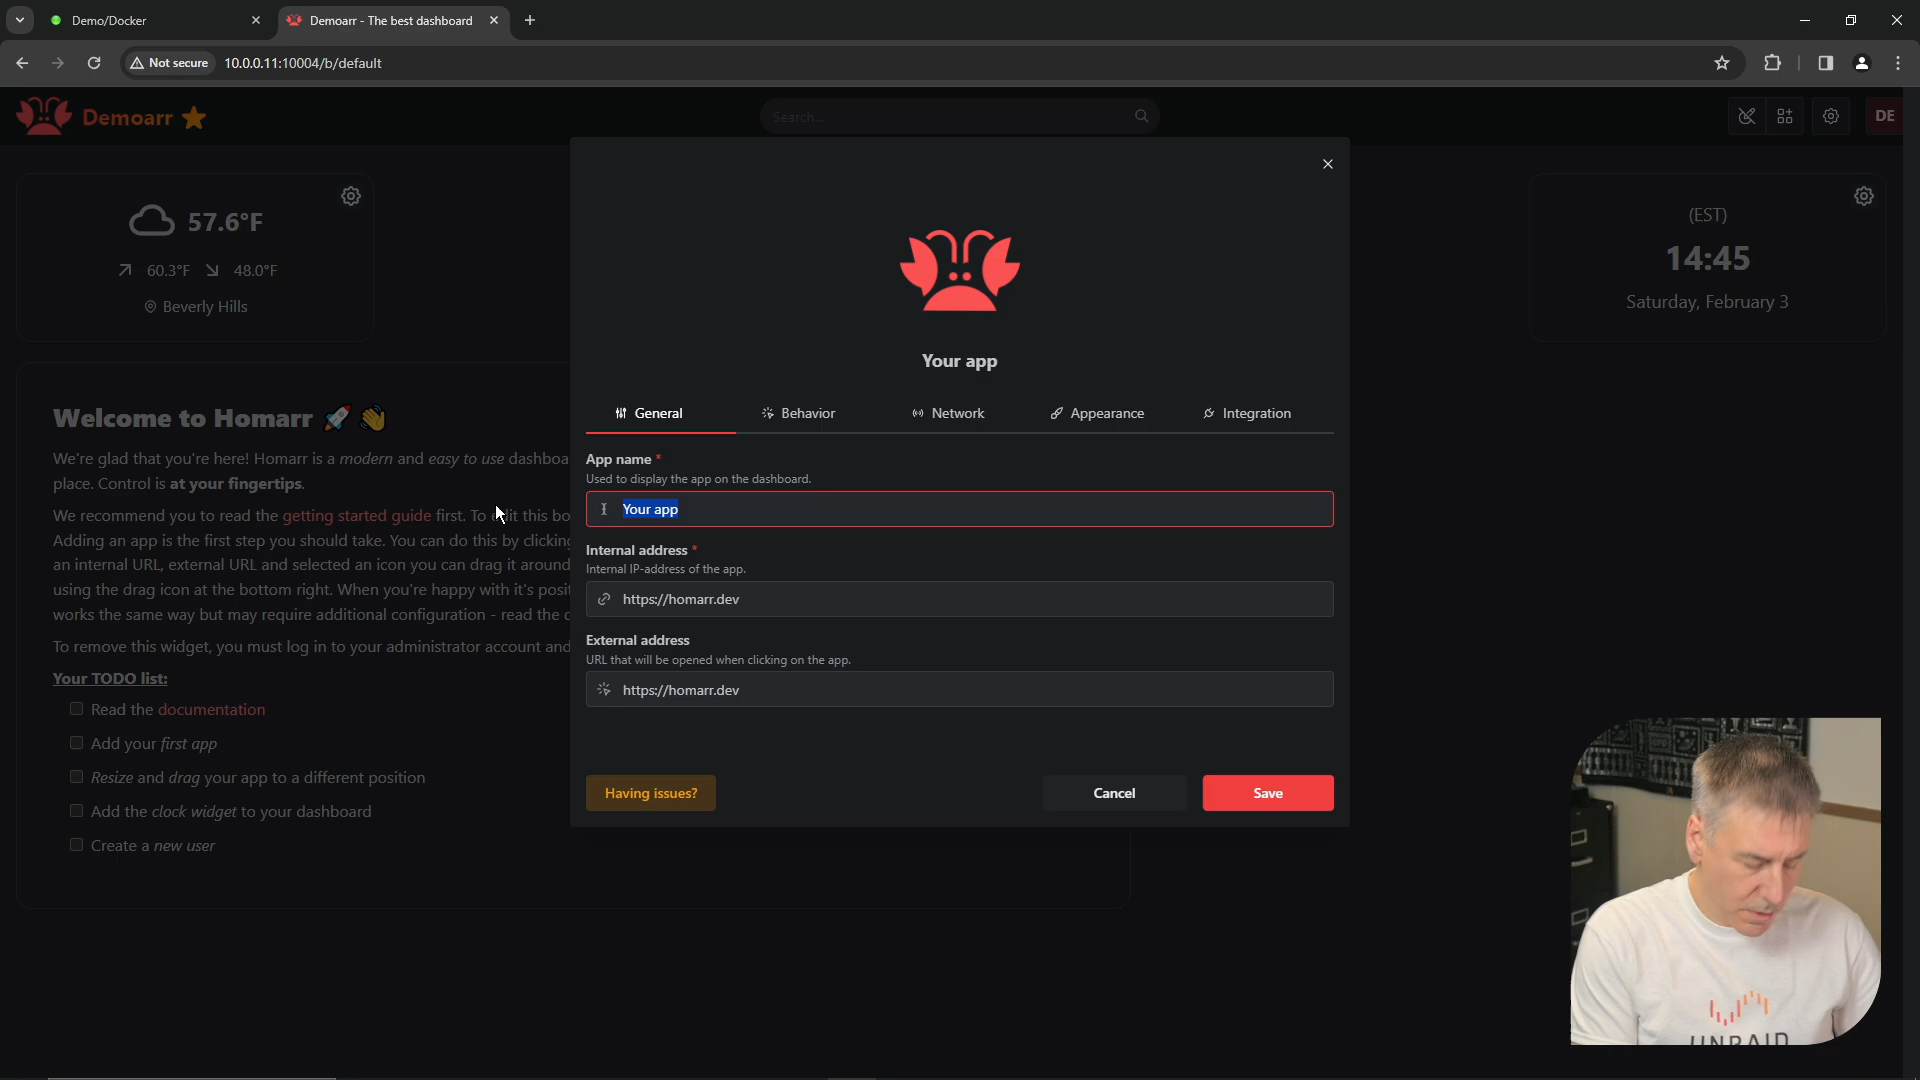 Demo/Docker
Demoarr - The best dashboard
Not secure
10.0.0.11:10004/b/default
Demoarr
Search...
DE
57.6°F
60.3°F
48.0°F
Beverly Hills
(EST)
14:45
Saturday, February 3
Welcome to Homarr 🚀 👋
We're glad that you're here! Homarr is a modern and easy to use dashboa
place. Control is at your fingertips.
We recommend you to read the getting started guide first. To edit this bo
Adding an app is the first step you should take. You can do this by clicking
an internal URL, external URL and selected an icon you can drag it around
using the drag icon at the bottom right. When you're happy with it's posit
works the same way but may require additional configuration - read the
To remove this widget, you must log in to your administrator account and
Your TODO list:
Read the documentation
Add your first app
Resize and drag your app to a different position
Add the clock widget to your dashboard
Create a new user
Your app
General
Behavior
Network
Appearance
Integration
App name *
Used to display the app on the dashboard.
Your app
Internal address *
Internal IP-address of the app.
https://homarr.dev
External address
URL that will be opened when clicking on the app.
https://homarr.dev
Having issues?
Cancel
Save
UNRAID